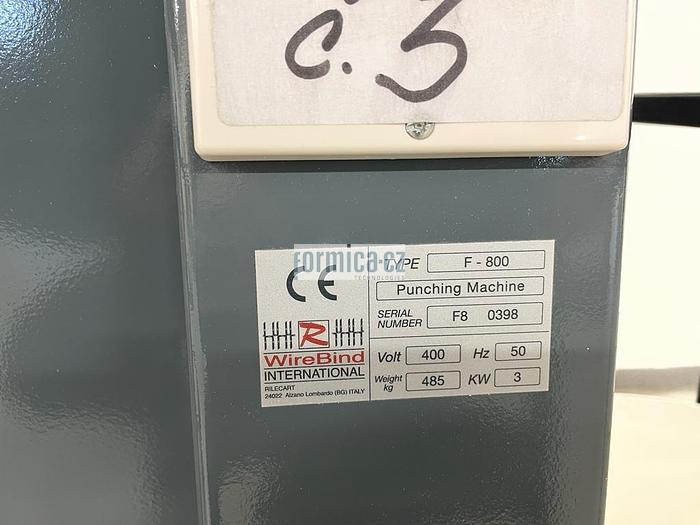 č. 3
formica.cz
TECHNOLOGIES
CE
TYPE F - 800
Punching Machine
SERIAL NUMBER F8 0398
R
WireBind
INTERNATIONAL
RILECART
24022 Alzano Lombardo (BG) ITALY
Volt 400 Hz 50
Weight kg 485 KW 3